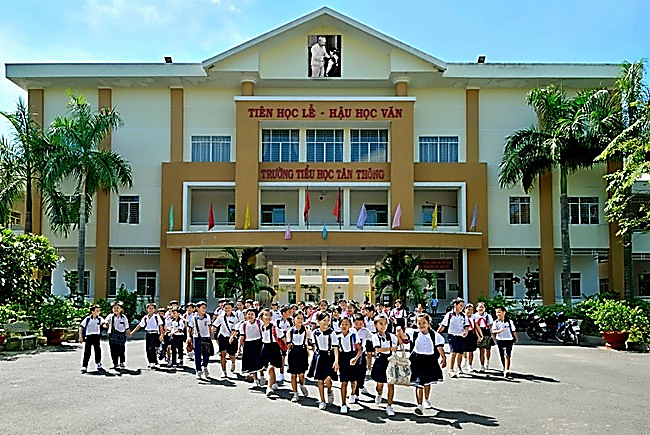 TIÊN HỌC LỄ - HẬU HỌC VĂN
TRƯỜNG TIỂU HỌC TÂN THÔNG